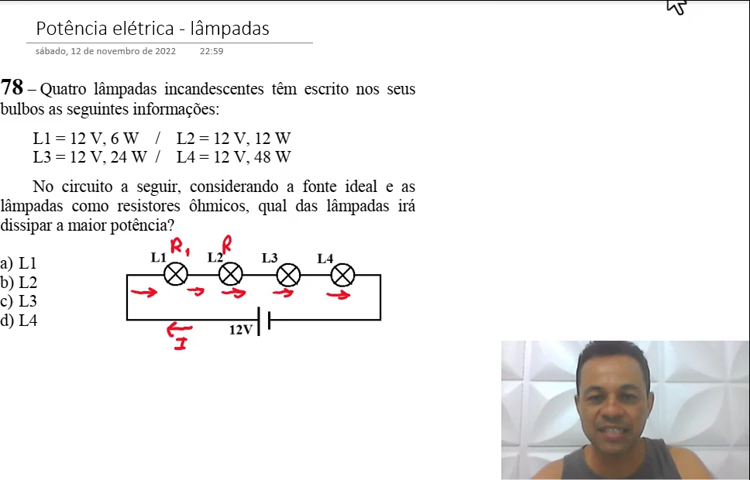 Potência elétrica - lâmpadas
sábado, 12 de novembro de 2022 22:59
78 – Quatro lâmpadas incandescentes têm escrito nos seus
bulbos as seguintes informações:
L1 = 12 V, 6 W / L2 = 12 V, 12 W
L3 = 12 V, 24 W / L4 = 12 V, 48 W
No circuito a seguir, considerando a fonte ideal e as
lâmpadas como resistores ôhmicos, qual das lâmpadas irá
dissipar a maior potência?
R1 R
L1 L2 L3 L4
a) L1
b) L2
c) L3
d) L4
12V
I